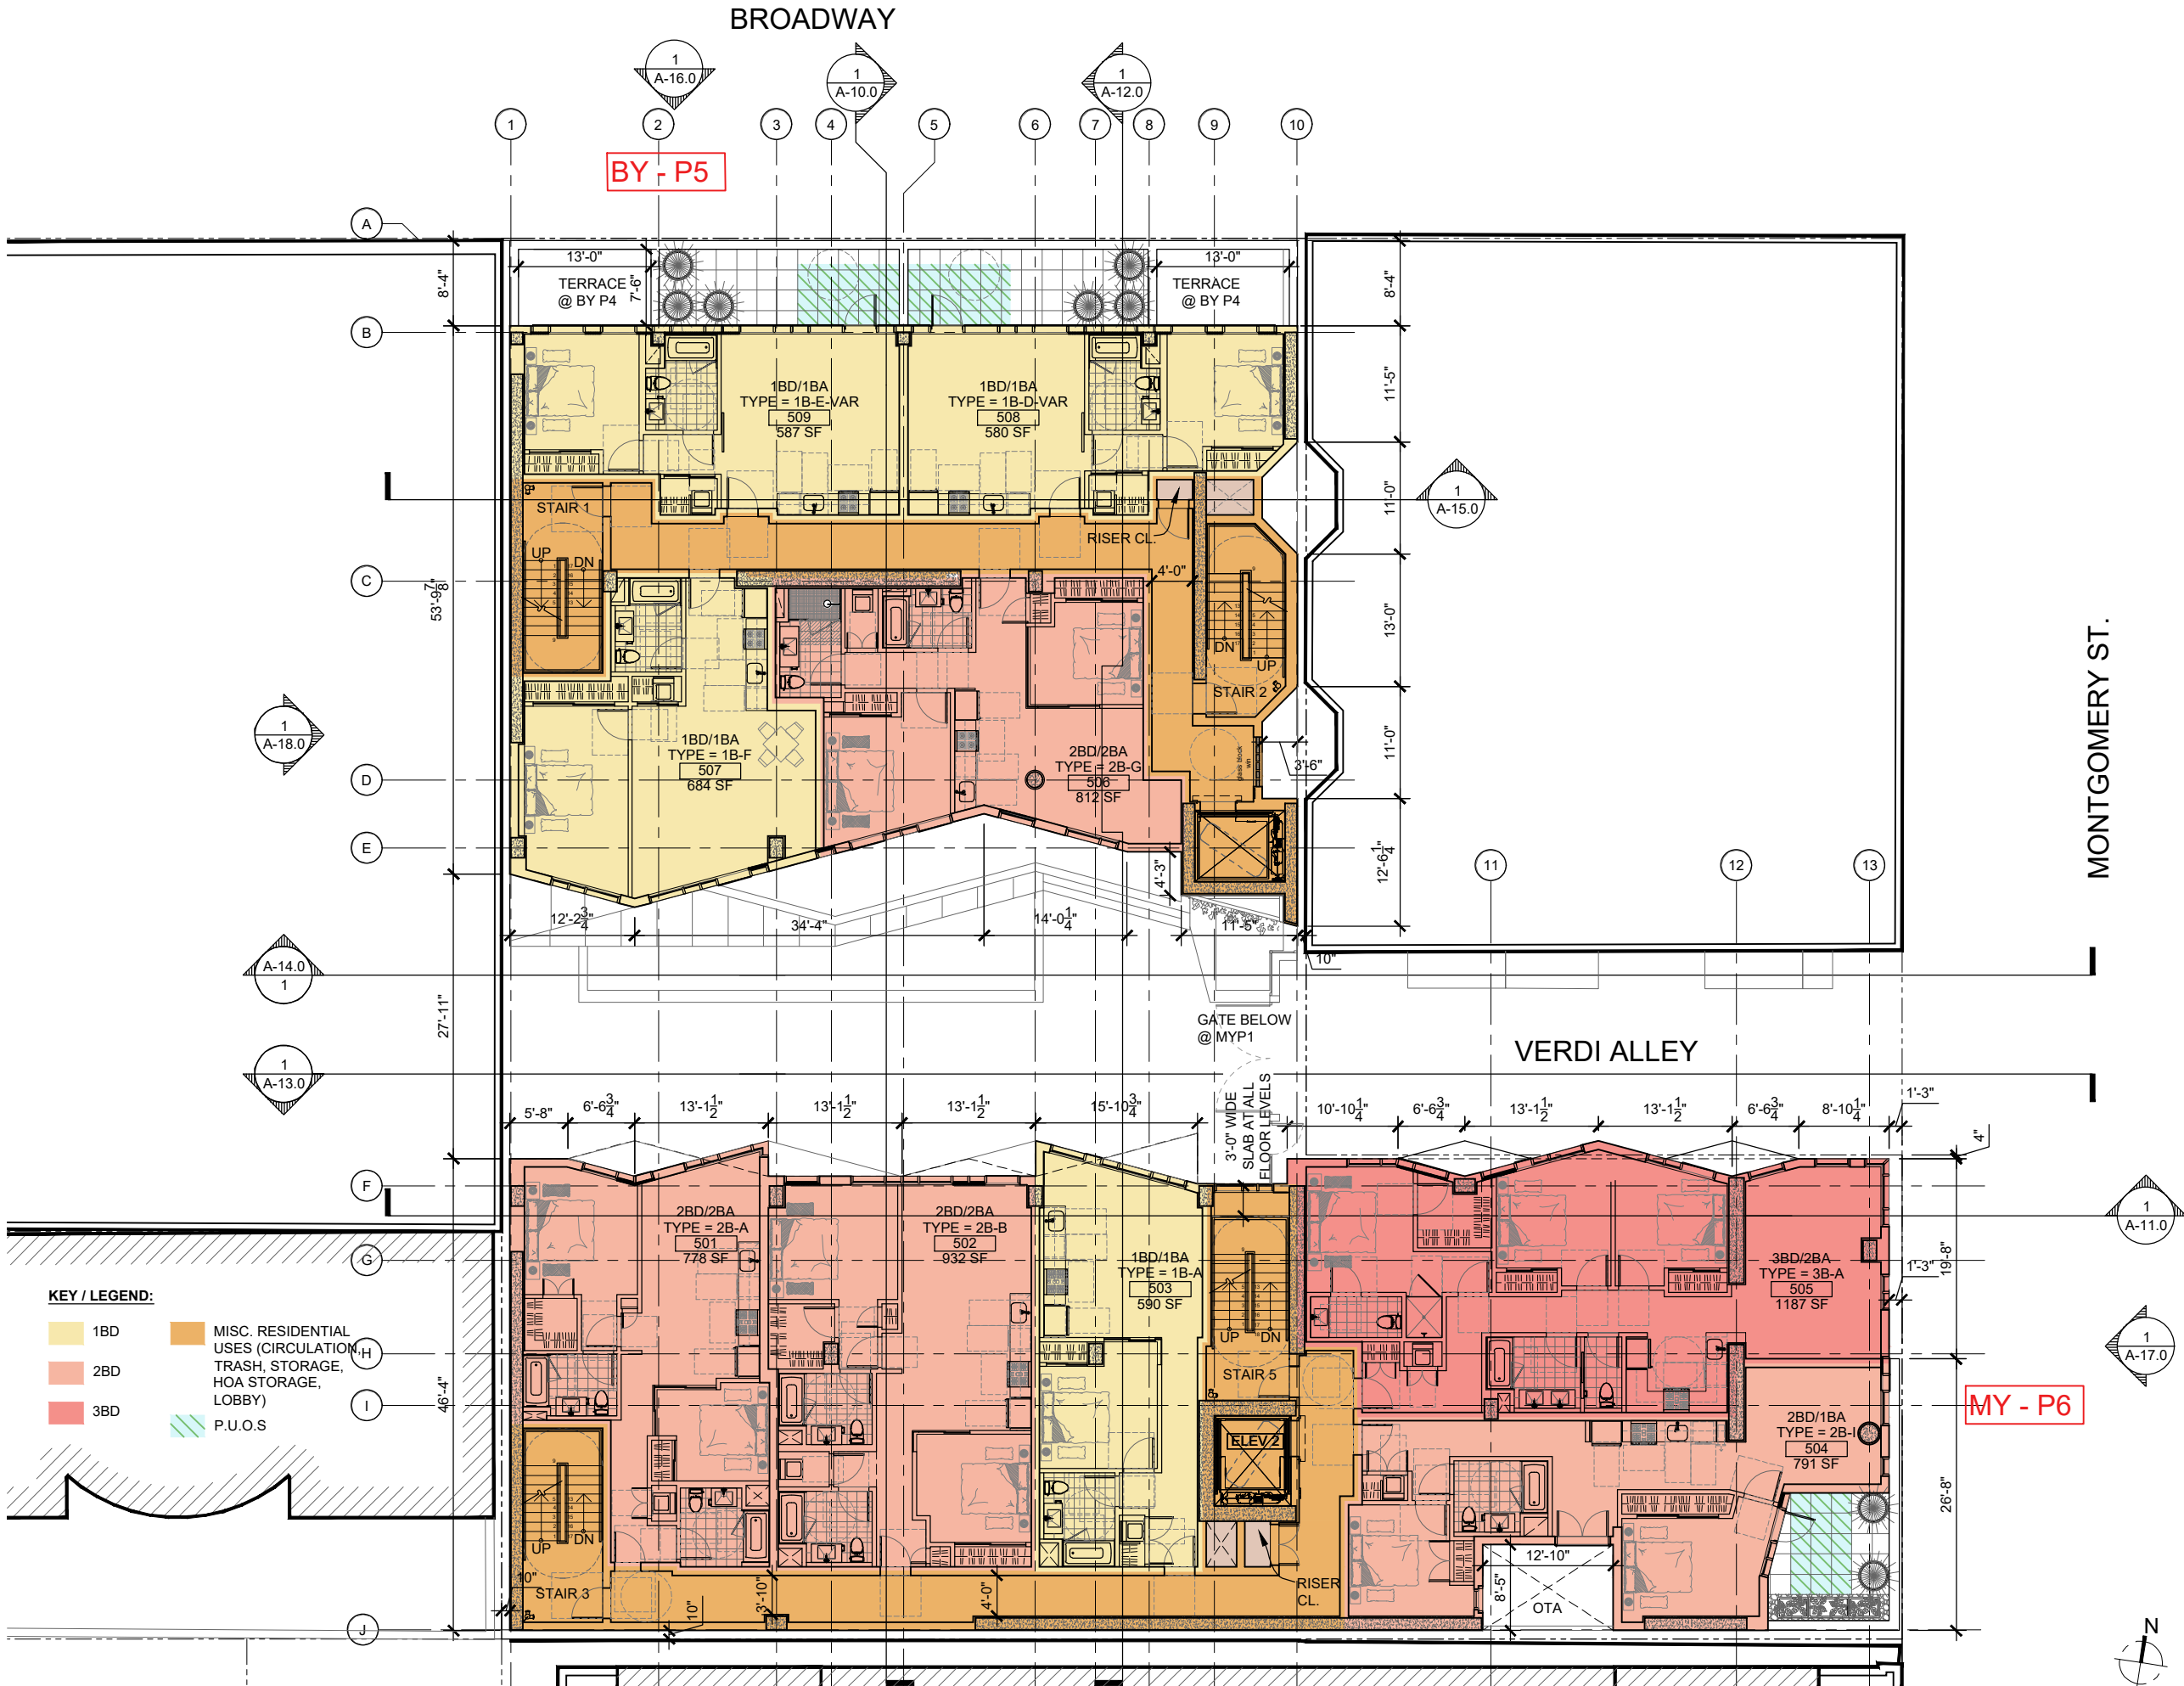 BROADWAY
1
A-16.0
1
A-10.0
1
A-12.0
1
2
3
4
5
6
7
8
9
10
BY - P5
A
B
C
D
E
8'-4"
53'-9 7/8"
27'-11"
46'-4"
13'-0"
TERRACE
@ BY P4
7'-6"
13'-0"
TERRACE
@ BY P4
8'-4"
11'-5"
11'-0"
13'-0"
11'-0"
12'-6 1/4"
1BD/1BA
TYPE = 1B-E-VAR
509
587 SF
1BD/1BA
TYPE = 1B-D-VAR
508
580 SF
STAIR 1
UP
DN
RISER CL.
4'-0"
1
A-15.0
DN
UP
STAIR 2
1
A-18.0
1BD/1BA
TYPE = 1B-F
507
684 SF
2BD/2BA
TYPE = 2B-G
506
812 SF
glass block
wn
3'-6"
4'-3"
12'-2 3/4"
34'-4"
14'-0 1/4"
11'-5"
10"
MONTGOMERY ST.
11
12
13
A-14.0
1
1
A-13.0
GATE BELOW
@ MYP1
VERDI ALLEY
3'-0" WIDE
SLAB AT ALL
FLOOR LEVELS
5'-8"
6'-6 3/4"
13'-1 1/2"
13'-1 1/2"
13'-1 1/2"
15'-10 3/4"
10'-10 1/4"
6'-6 3/4"
13'-1 1/2"
13'-1 1/2"
6'-6 3/4"
8'-10 1/4"
1'-3"
4"
F
G
H
I
J
2BD/2BA
TYPE = 2B-A
501
778 SF
2BD/2BA
TYPE = 2B-B
502
932 SF
1BD/1BA
TYPE = 1B-A
503
590 SF
3BD/2BA
TYPE = 3B-A
505
1187 SF
19'-8"
1'-3"
1
A-11.0
1
A-17.0
KEY / LEGEND:
1BD
2BD
3BD
MISC. RESIDENTIAL
USES (CIRCULATION,
TRASH, STORAGE,
HOA STORAGE,
LOBBY)
P.U.O.S
UP
DN
STAIR 5
ELEV 2
MY - P6
2BD/1BA
TYPE = 2B-I
504
791 SF
26'-8"
UP
DN
STAIR 3
10"
10"
3'-10"
4'-0"
RISER
CL.
8'-5"
12'-10"
OTA
N